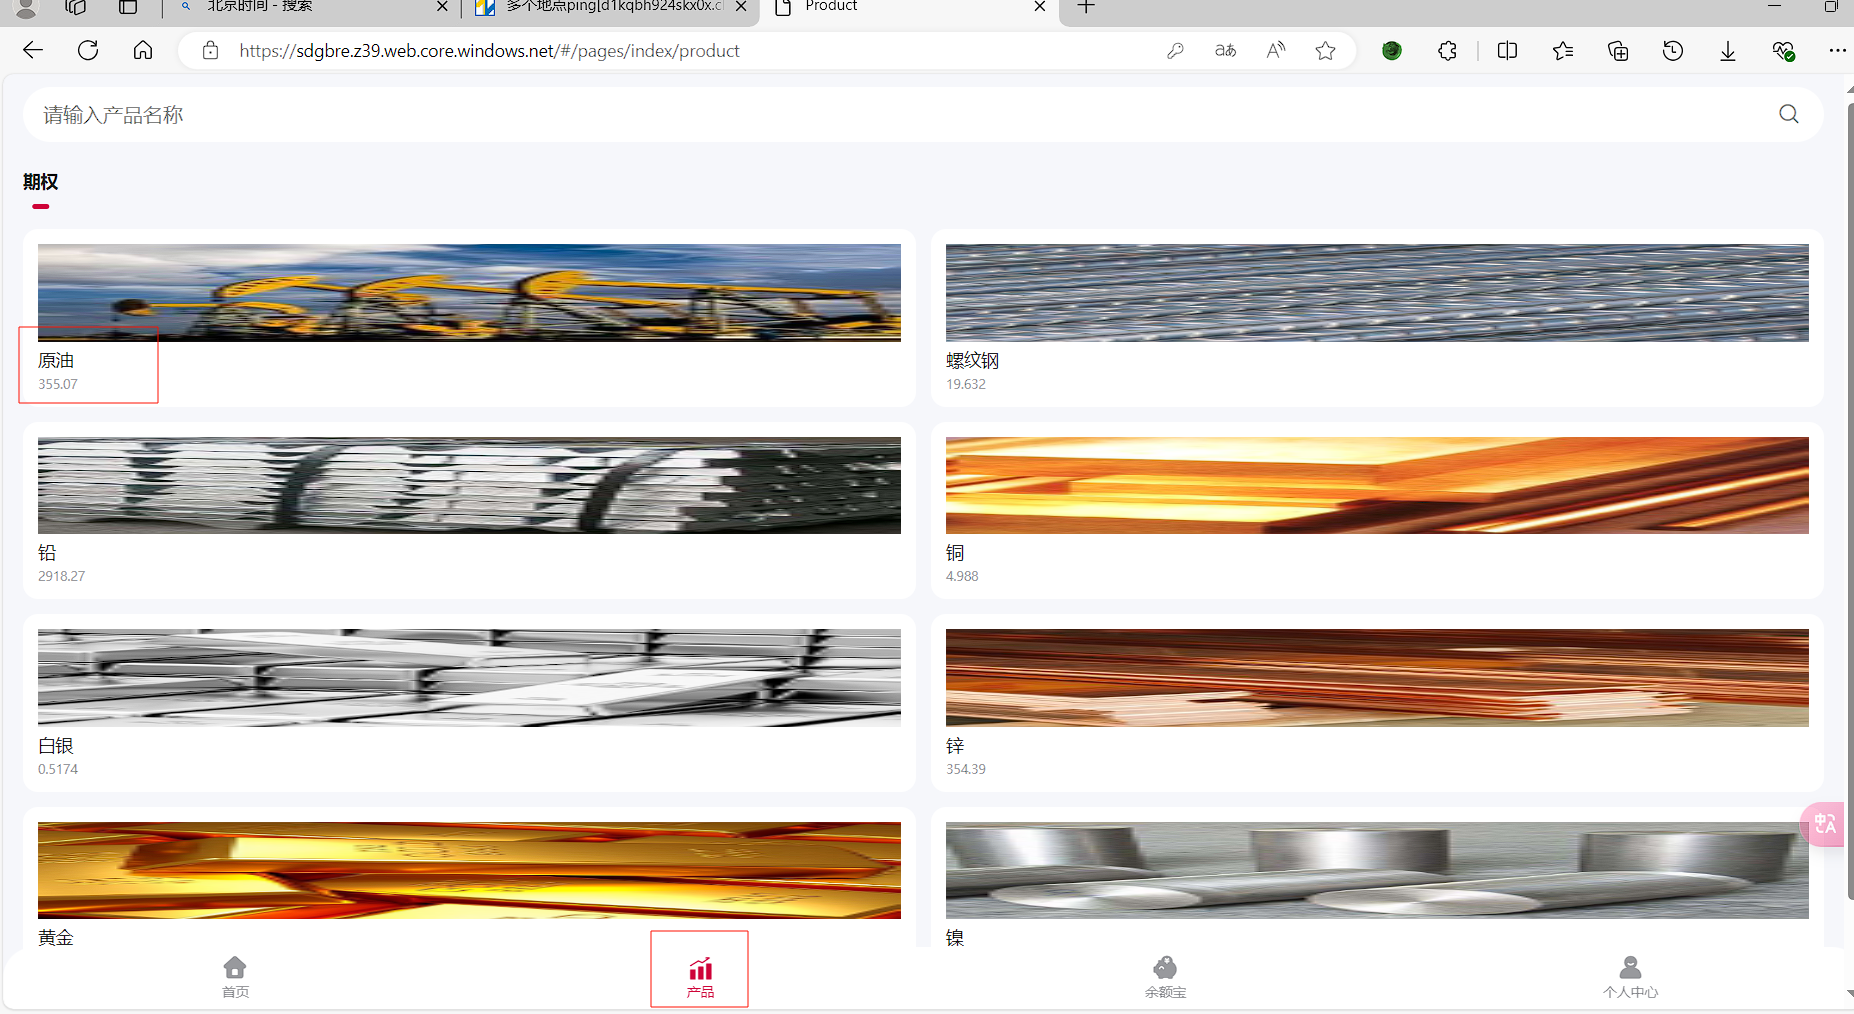 北京时间 - 搜索
多个地点ping[d1kqbh924skx0x.cl
Product
https://sdgbre.z39.web.core.windows.net/#/pages/index/product
请输入产品名称
期权
原油
355.07
螺纹钢
19.632
铅
2918.27
铜
4.988
白银
0.5174
锌
354.39
黄金
镍
首页
产品
余额宝
个人中心